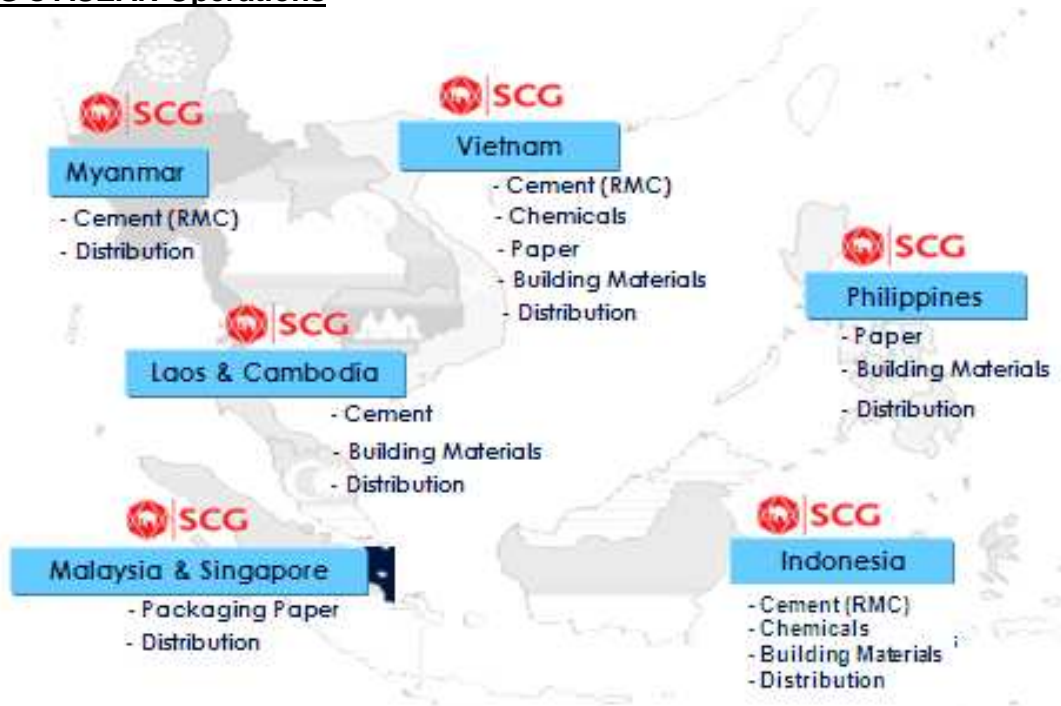 ASEAN Operations
SCG
Myanmar
- Cement (RMC)
- Distribution
SCG
Vietnam
- Cement (RMC)
- Chemicals
- Paper
- Building Materials
- Distribution
SCG
Philippines
- Paper
- Building Materials
- Distribution
SCG
Laos & Cambodia
- Cement
- Building Materials
- Distribution
SCG
Malaysia & Singapore
- Packaging Paper
- Distribution
SCG
Indonesia
- Cement (RMC)
- Chemicals
- Building Materials
- Distribution